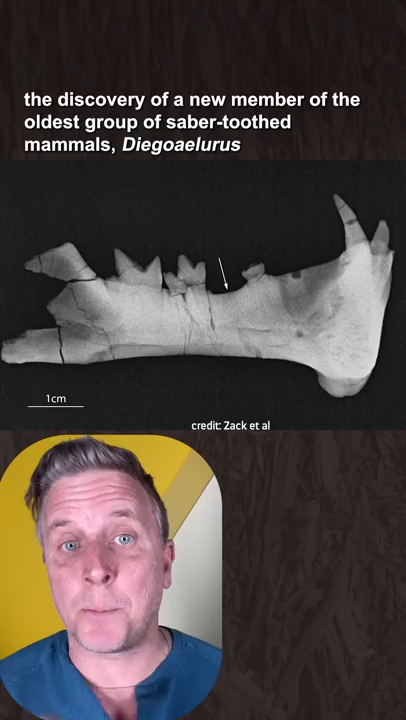 the discovery of a new member of the
oldest group of saber-toothed
mammals, Diegoaelurus
1cm
credit: Zack et al